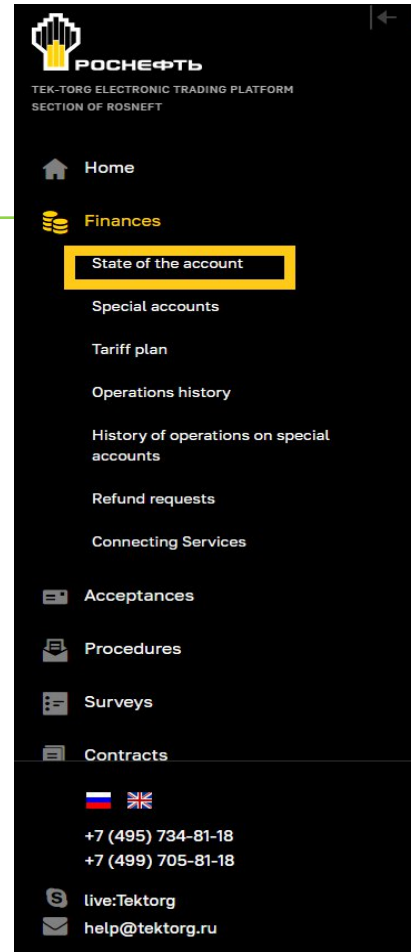 РОСНЕФТЬ
TEK-TORG ELECTRONIC TRADING PLATFORM
SECTION OF ROSNEFT
Home
Finances
State of the account
Special accounts
Tariff plan
Operations history
History of operations on special
accounts
Refund requests
Connecting Services
Acceptances
Procedures
Surveys
Contracts
+7 (495) 734-81-18
+7 (499) 705-81-18
live:Tektorg
help@tektorg.ru